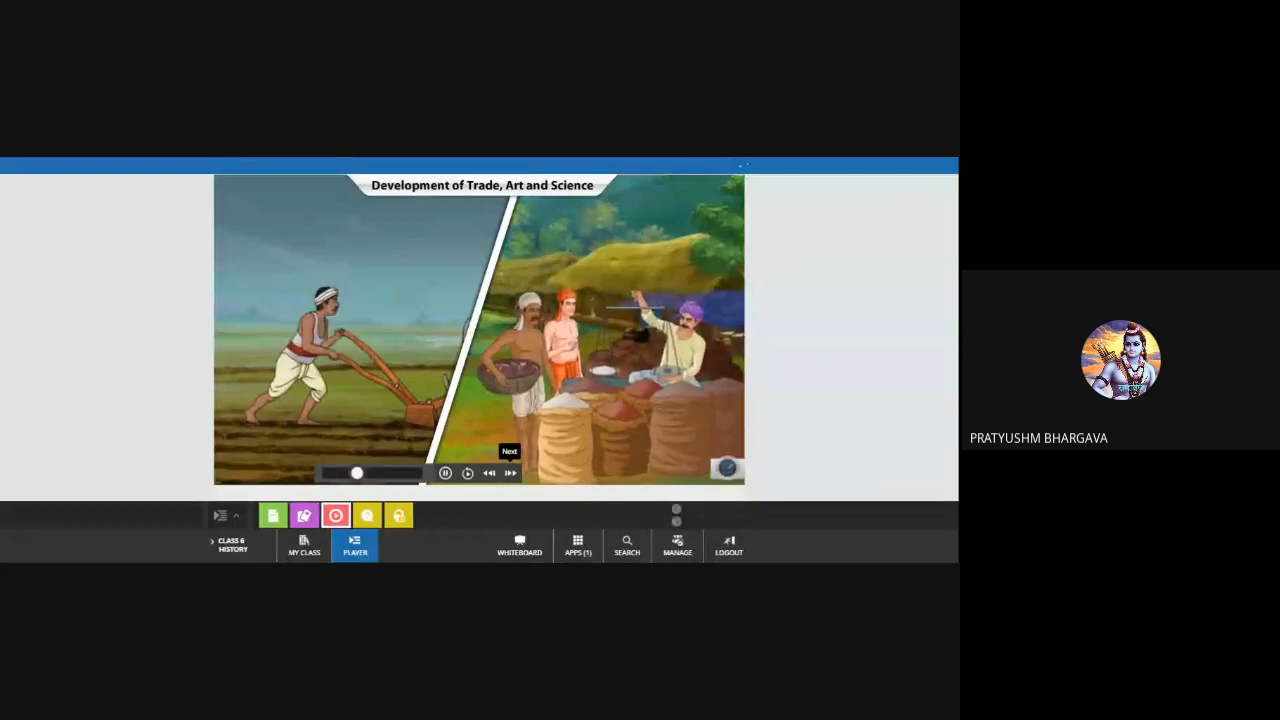 Development of Trade, Art and Science
Next
PRATYUSHM BHARGAVA
CLASS 6
HISTORY
MY CLASS
PLAYER
WHITEBOARD
APPS (1)
SEARCH
MANAGE
LOGOUT